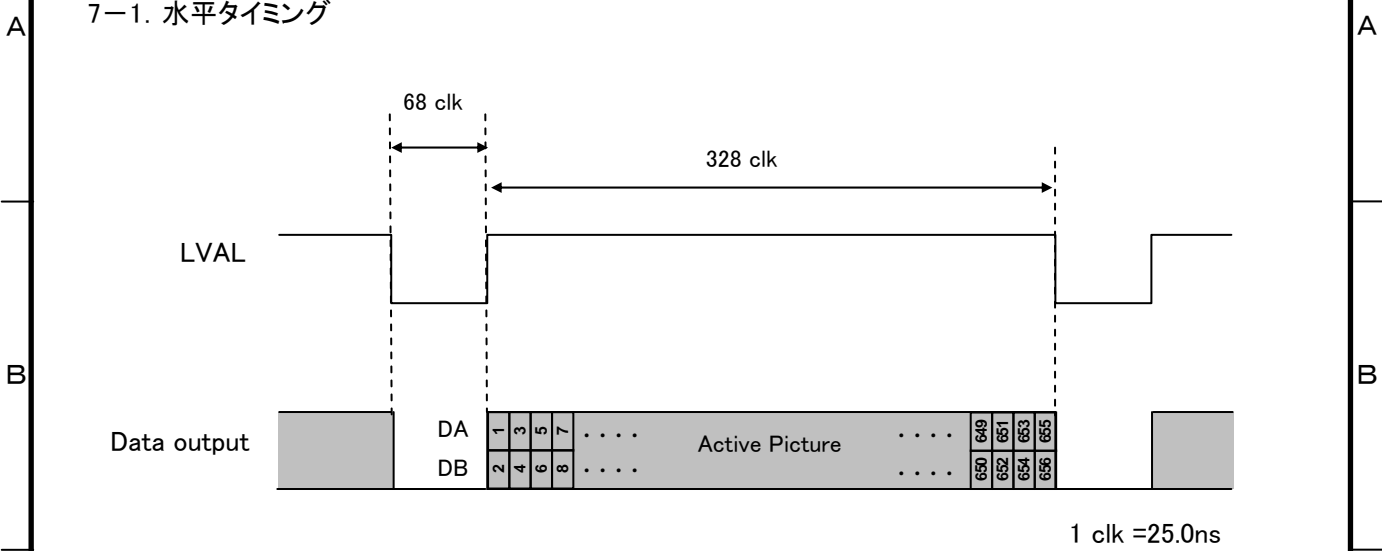 7－1. 水平タイミング
A
A
68 clk
328 clk
LVAL
B
B
Data output
DA
1 3 5 7 ････ Active Picture ････ 649 651 653 655
DB
2 4 6 8 ････ ････ 650 652 654 656
1 clk =25.0ns